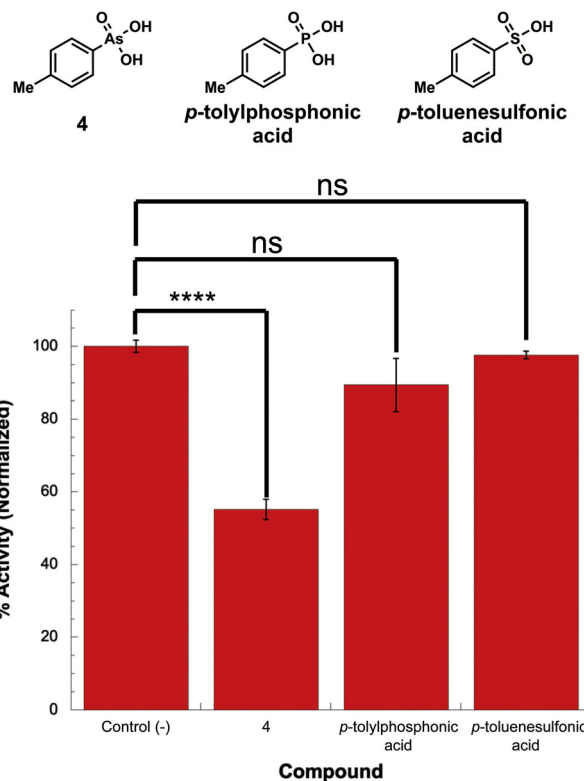 O
As
OH
OH
Me
4
O
P
OH
OH
Me
p-tolylphosphonic
acid
O
S
OH
O
Me
p-toluenesulfonic
acid
ns
ns
****
100
80
60
40
20
0
% Activity (Normalized)
Control (-)
4
p-tolylphosphonic
acid
p-toluenesulfonic
acid
Compound